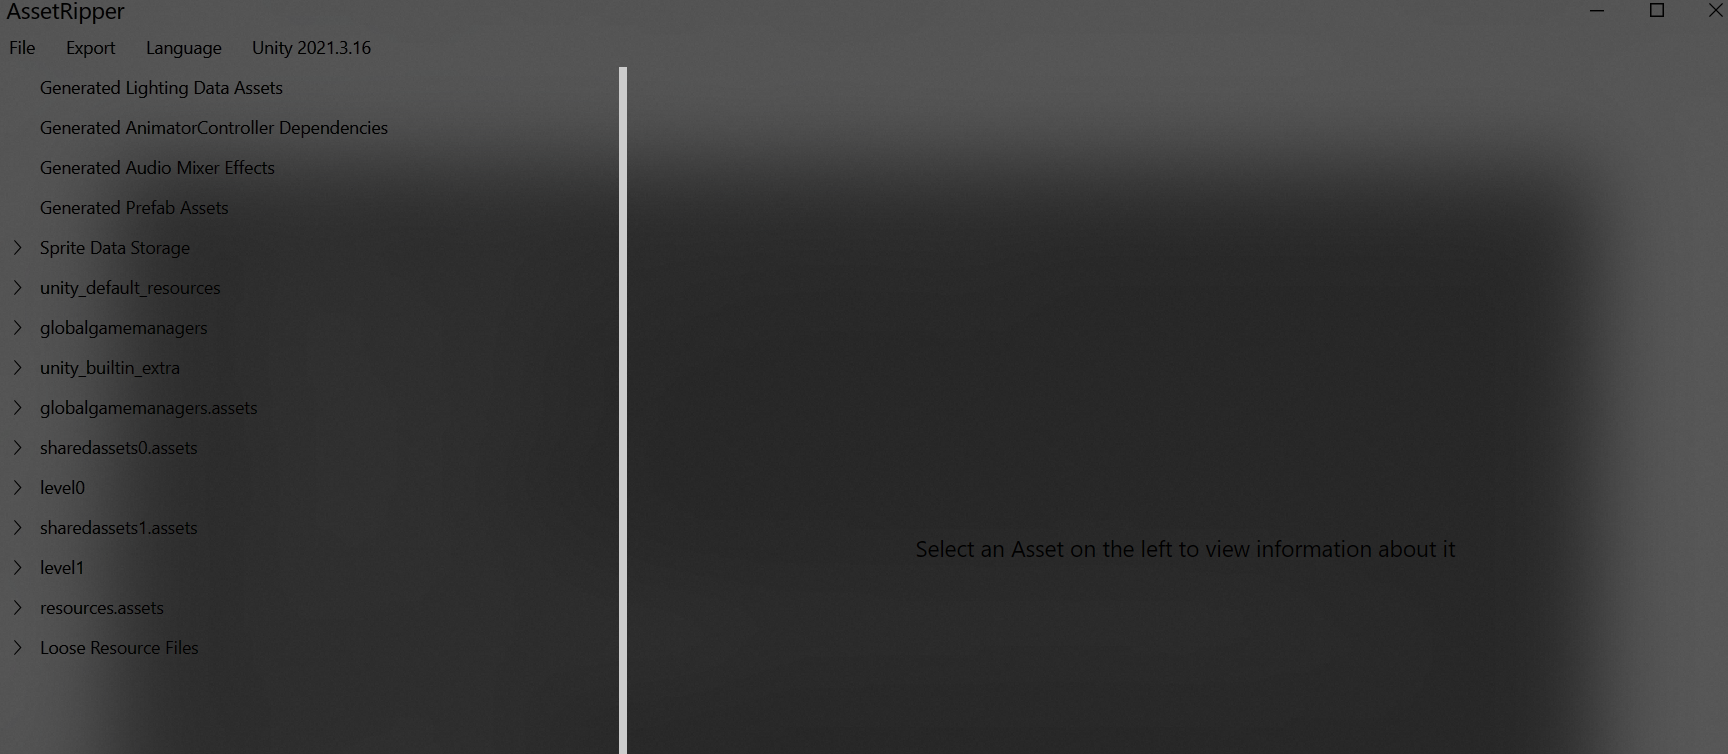 AssetRipper
File Export Language Unity 2021.3.16
Generated Lighting Data Assets
Generated AnimatorController Dependencies
Generated Audio Mixer Effects
Generated Prefab Assets
Sprite Data Storage
unity_default_resources
globalgamemanagers
unity_builtin_extra
globalgamemanagers.assets
sharedassets0.assets
level0
sharedassets1.assets
level1
resources.assets
Loose Resource Files
Select an Asset on the left to view information about it